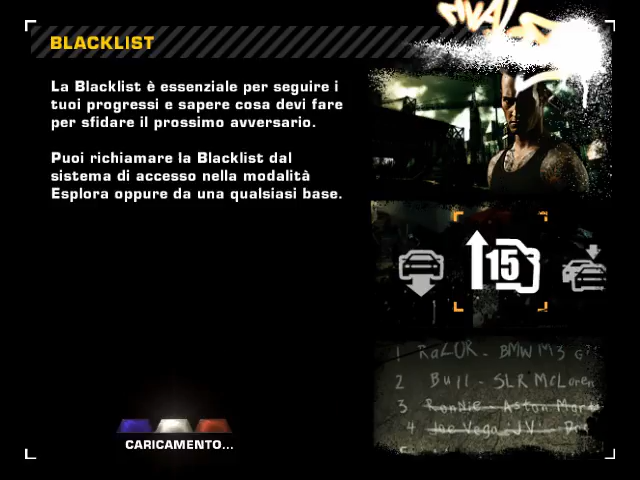 BLACKLIST
La Blacklist è essenziale per seguire i
tuoi progressi e sapere cosa devi fare
per sfidare il prossimo avversario.
Puoi richiamare la Blacklist dal
sistema di accesso nella modalità
Esplora oppure da una qualsiasi base.
15
1 RaZOR - BMW M3 G
2 Bull - SLR McLaren
3 Ronnie - Aston Mar
4 Joe Vega - JV
CARICAMENTO...